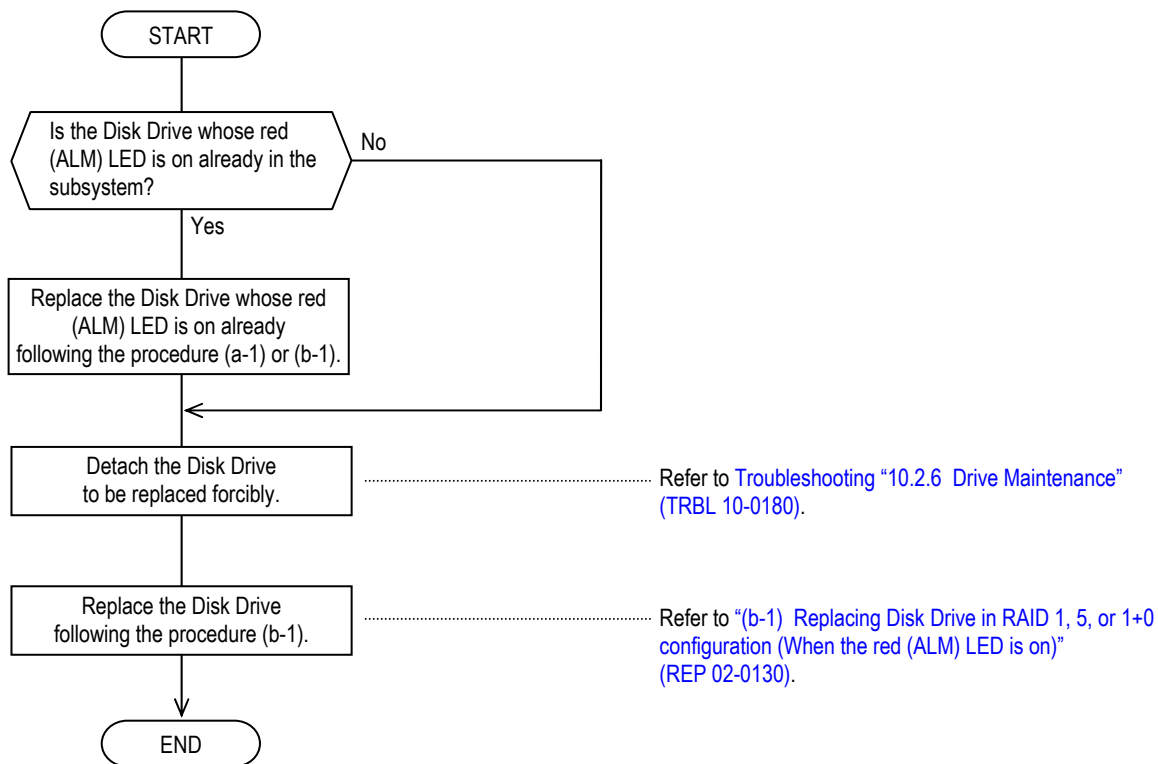 START
Is the Disk Drive whose red
(ALM) LED is on already in the
subsystem?
No
Yes
Replace the Disk Drive whose red
(ALM) LED is on already
following the procedure (a-1) or (b-1).
Detach the Disk Drive
to be replaced forcibly.
Refer to Troubleshooting “10.2.6 Drive Maintenance”
(TRBL 10-0180).
Replace the Disk Drive
following the procedure (b-1).
Refer to “(b-1) Replacing Disk Drive in RAID 1, 5, or 1+0
configuration (When the red (ALM) LED is on)”
(REP 02-0130).
END